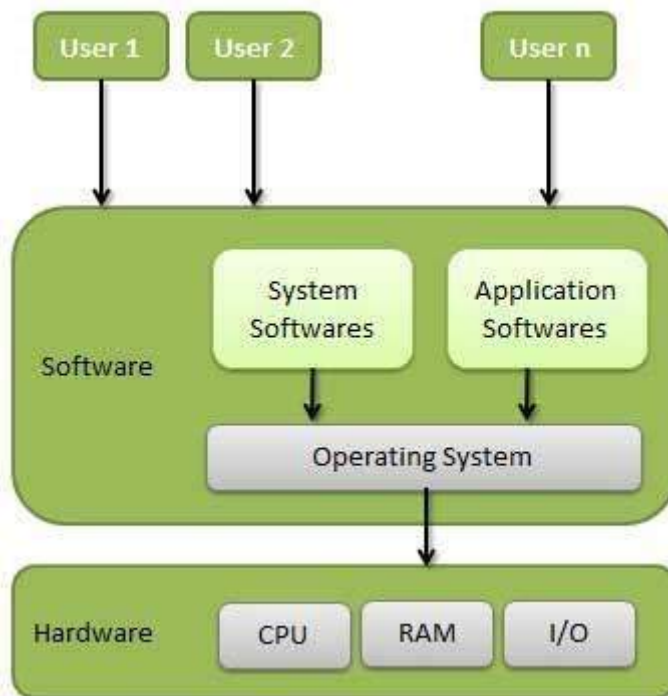 User 1
User 2
User n
System
Softwares
Application
Softwares
Software
Operating System
Hardware
CPU
RAM
I/O